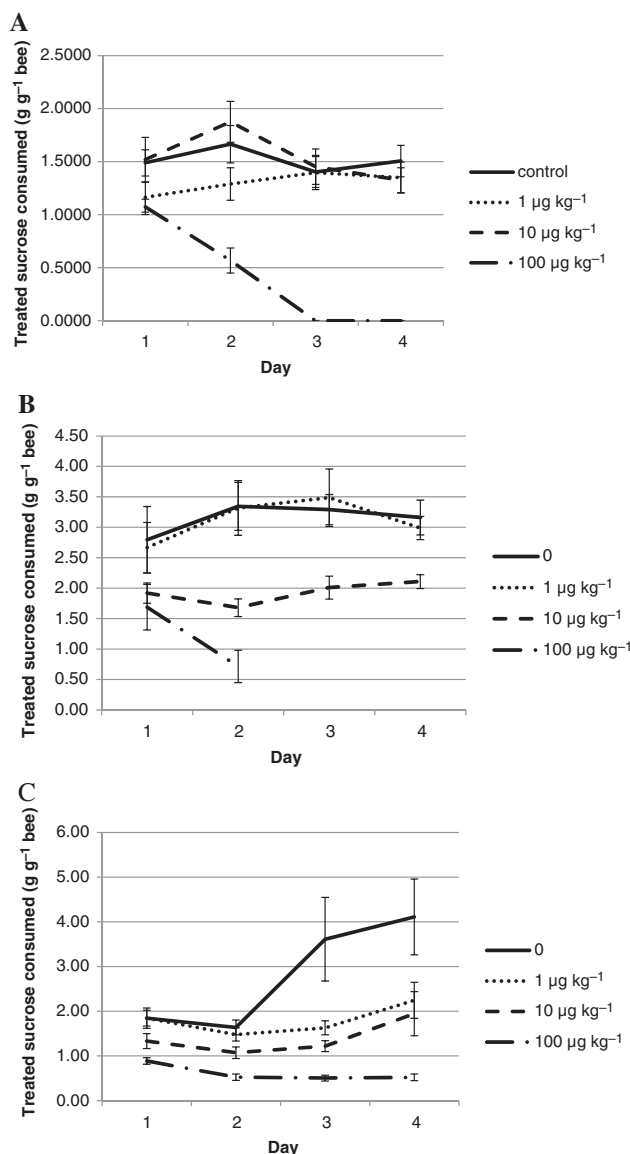 A
Treated sucrose consumed (g g⁻¹ bee)
2.5000
2.0000
1.5000
1.0000
0.5000
0.0000
1 2 3 4
Day
control
1 µg kg⁻¹
10 µg kg⁻¹
100 µg kg⁻¹
B
Treated sucrose consumed (g g⁻¹ bee)
4.50
4.00
3.50
3.00
2.50
2.00
1.50
1.00
0.50
0.00
1 2 3 4
Day
0
1 µg kg⁻¹
10 µg kg⁻¹
100 µg kg⁻¹
C
Treated sucrose consumed (g g⁻¹ bee)
6.00
5.00
4.00
3.00
2.00
1.00
0.00
1 2 3 4
Day
0
1 µg kg⁻¹
10 µg kg⁻¹
100 µg kg⁻¹